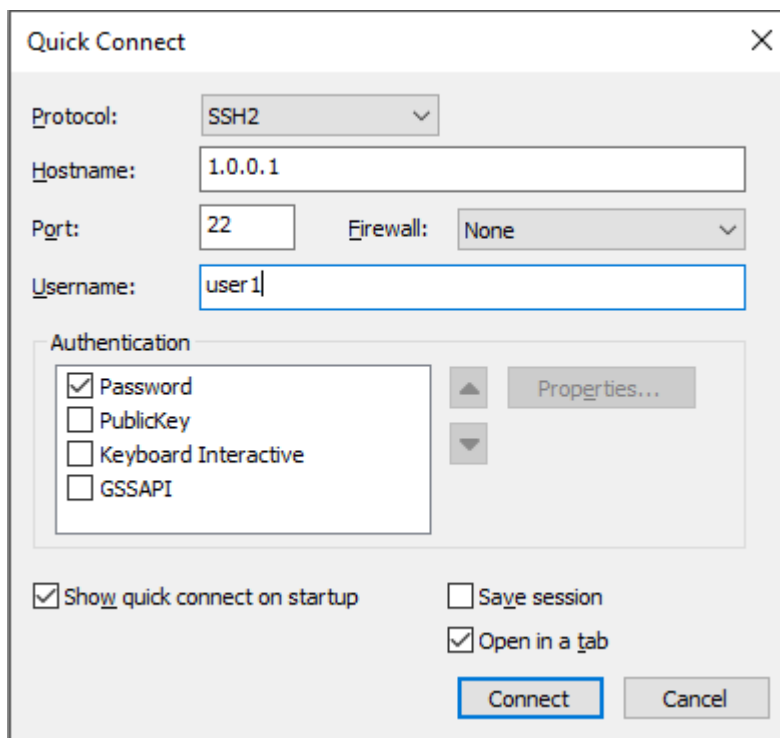 Quick Connect
Protocol: SSH2
Hostname: 1.0.0.1
Port: 22 Firewall: None
Username: user1
Authentication
Password
PublicKey
Properties...
Keyboard Interactive
GSSAPI
Show quick connect on startup
Save session
Open in a tab
Connect Cancel